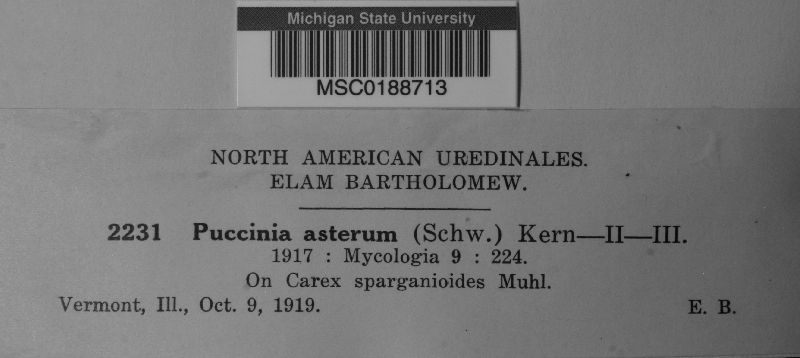 Michigan State University
MSC0188713
NORTH AMERICAN UREDINALES.
ELAM BARTHOLOMEW.
2231 Puccinia asterum (Schw.) Kern—II—III.
1917 : Mycologia 9 : 224.
On Carex sparganioides Muhl.
Vermont, Ill., Oct. 9, 1919. E. B.